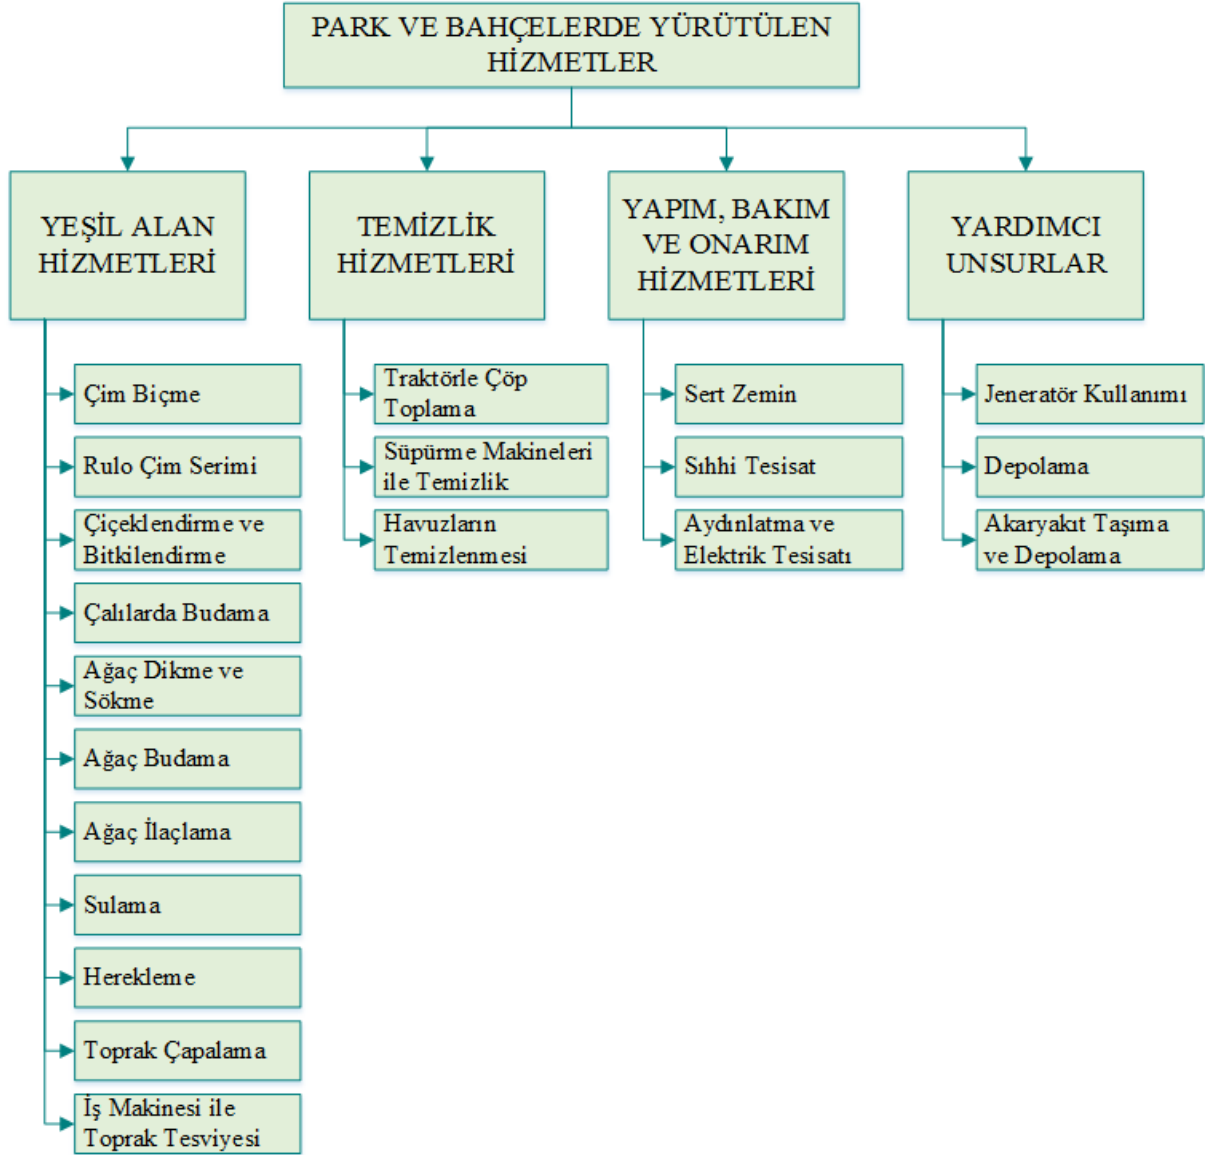 PARK VE BAHÇELERDE YÜRÜTÜLEN
HİZMETLER
YEŞİL ALAN
HİZMETLERİ
TEMİZLİK
HİZMETLERİ
YAPIM, BAKIM
VE ONARIM
HİZMETLERİ
YARDIMCI
UNSURLAR
Çim Biçme
Rulo Çim Serimi
Çiçeklendirme ve
Bitkilendirme
Çalılarda Budama
Ağaç Dikme ve
Sökme
Ağaç Budama
Ağaç İlaçlama
Sulama
Herekleme
Toprak Çapalama
İş Makinesi ile
Toprak Tesviyesi
Traktörle Çöp
Toplama
Süpürme Makineleri
ile Temizlik
Havuzların
Temizlenmesi
Sert Zemin
Sıhhi Tesisat
Aydınlatma ve
Elektrik Tesisatı
Jeneratör Kullanımı
Depolama
Akaryakıt Taşıma
ve Depolama